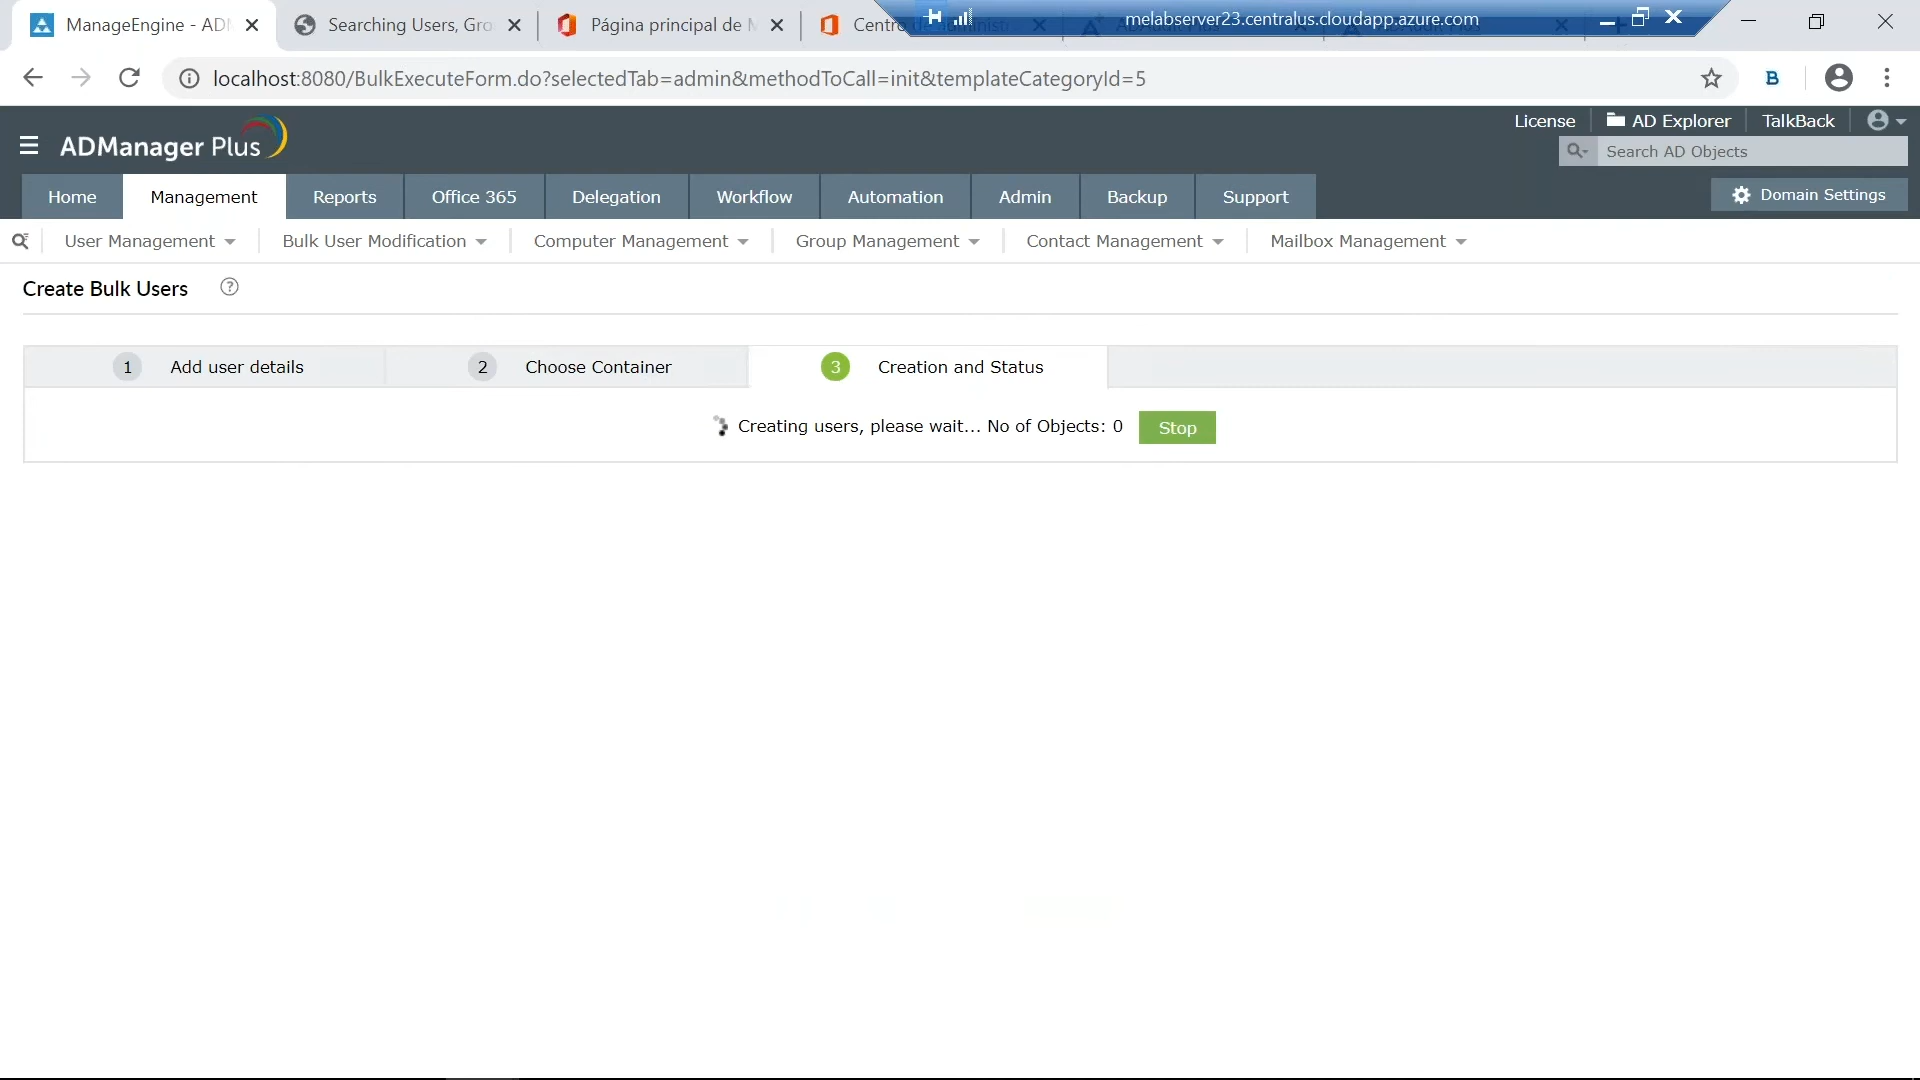 ManageEngine - AD
Searching Users, Gro
Página principal de M
Centro
melabserver23.centralus.cloudapp.azure.com
localhost:8080/BulkExecuteForm.do?selectedTab=admin&methodToCall=init&templateCategoryId=5
License
AD Explorer
TalkBack
ADManager Plus
Search AD Objects
Home
Management
Reports
Office 365
Delegation
Workflow
Automation
Admin
Backup
Support
Domain Settings
User Management
Bulk User Modification
Computer Management
Group Management
Contact Management
Mailbox Management
Create Bulk Users
?
1 Add user details
2 Choose Container
3 Creation and Status
Creating users, please wait... No of Objects: 0
Stop